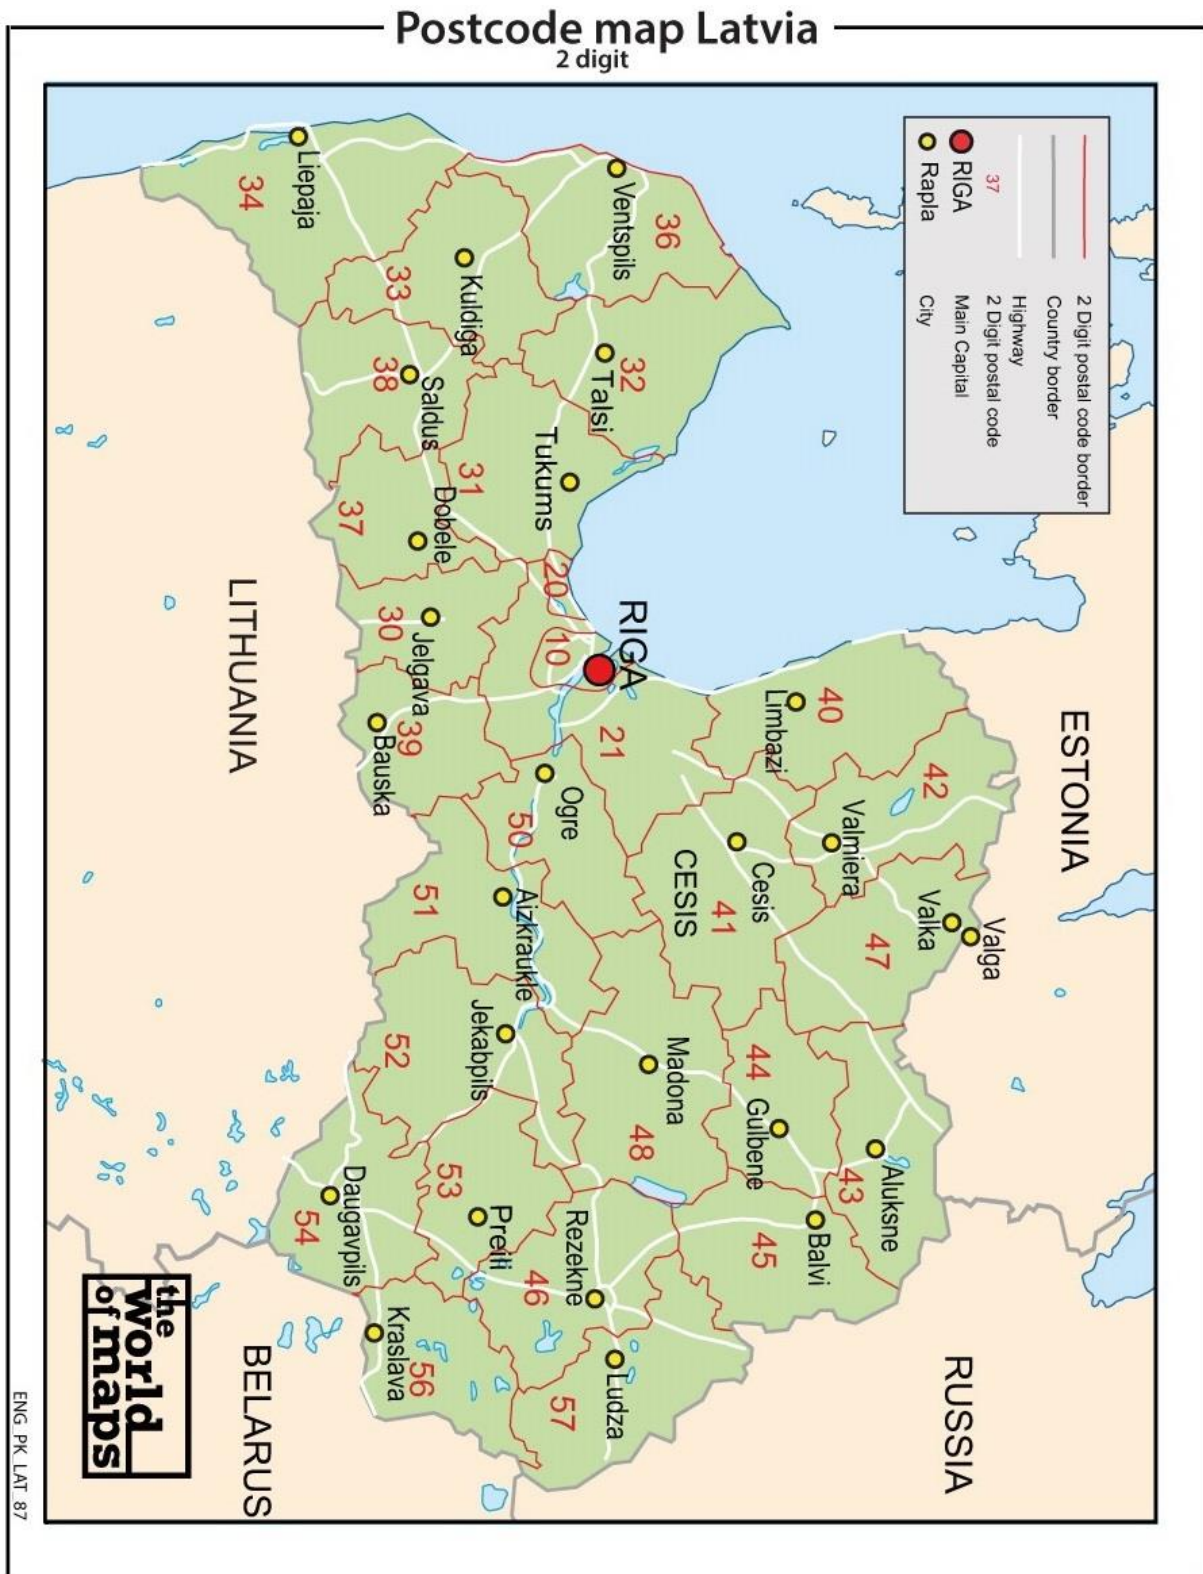 Postcode map Latvia
2 digit
2 Digit postal code border
Country border
Highway
37
2 Digit postal code
RIGA
Main Capital
Rapla
City
ESTONIA
RUSSIA
LITHUANIA
BELARUS
Liepaja
34
Ventspils
36
Kuldiga
33
Talsi
32
Saldus
38
Tukums
31
Dobele
37
20
RIGA
10
Jelgava
30
Bauska
39
21
Limbazi
40
42
Valmiera
Cesis
CESIS
41
Valka
Valga
47
Ogre
50
Aizkraukle
51
Jekabpils
52
Madona
48
44
Gulbene
43
Aluksne
Balvi
45
53
Preili
Rezekne
46
Daugavpils
54
Kraslava
56
Ludza
57
the
world
of maps
ENG_PK_LAT_87